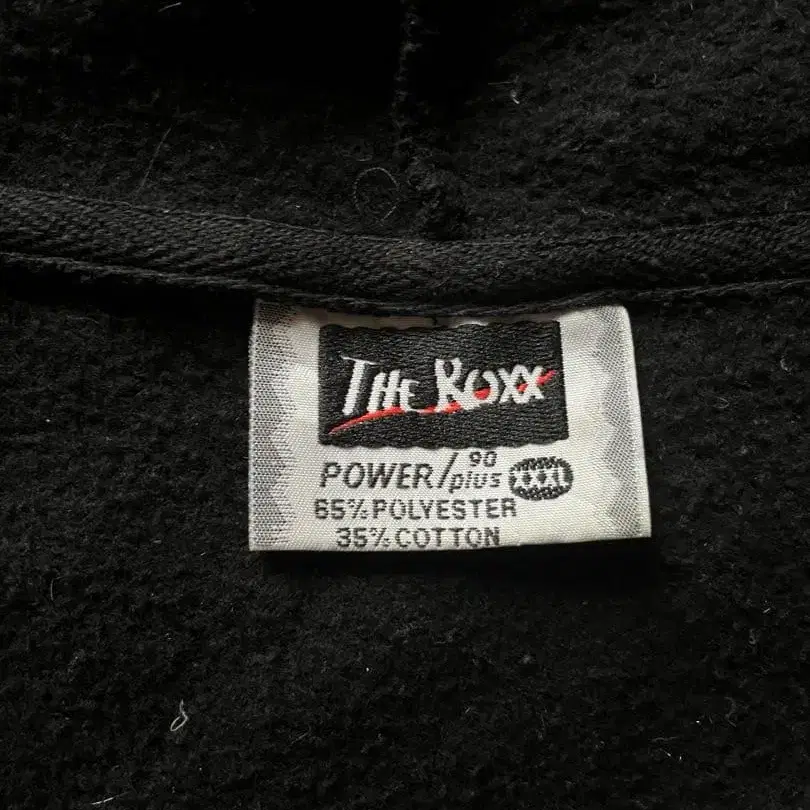 THE ROXX
POWER/90 plus XXXL
65% POLYESTER
35% COTTON